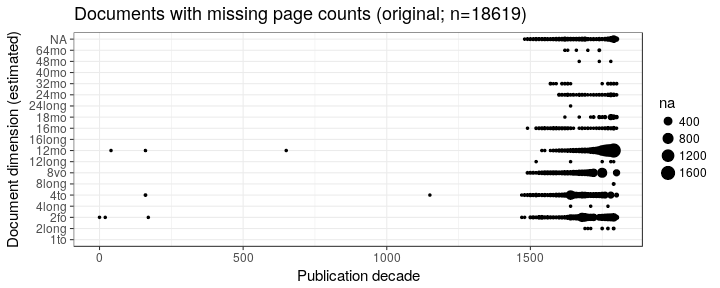 Documents with missing page counts (original; n=18619)
Document dimension (estimated)
NA
64mo
48mo
40mo
32mo
24mo
24long
18mo
16mo
16long
12mo
12long
8vo
8long
4to
4long
2fo
2long
1to
0
500
1000
1500
Publication decade
na
400
800
1200
1600